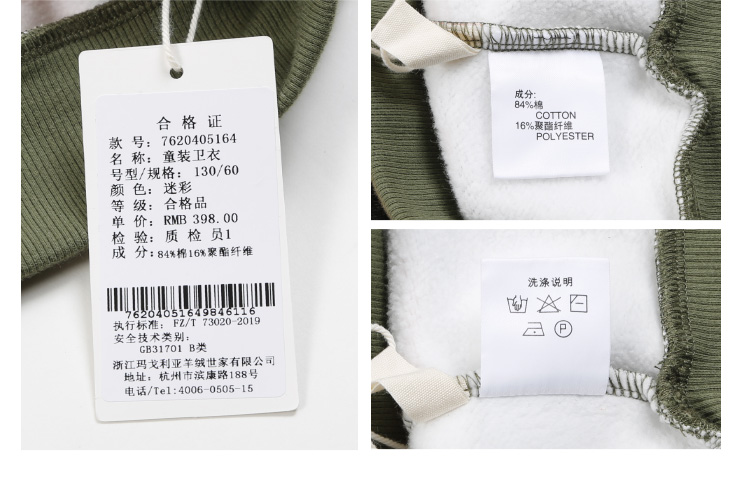 合格证
款号：7620405164
名称：童装卫衣
号型/规格：130/60
颜色：迷彩
等级：合格品
单价：RMB 398.00
检验：质检员1
成分：84%棉16%聚酯纤维
76204051649846116
执行标准：FZ/T 73020-2019
安全技术类别：
GB31701 B类
浙江玛戈利亚羊绒世家有限公司
地址：杭州市滨康路188号
电话/Tel:4006-0505-15
成分:
84%棉
COTTON
16%聚酯纤维
POLYESTER
洗涤说明
P